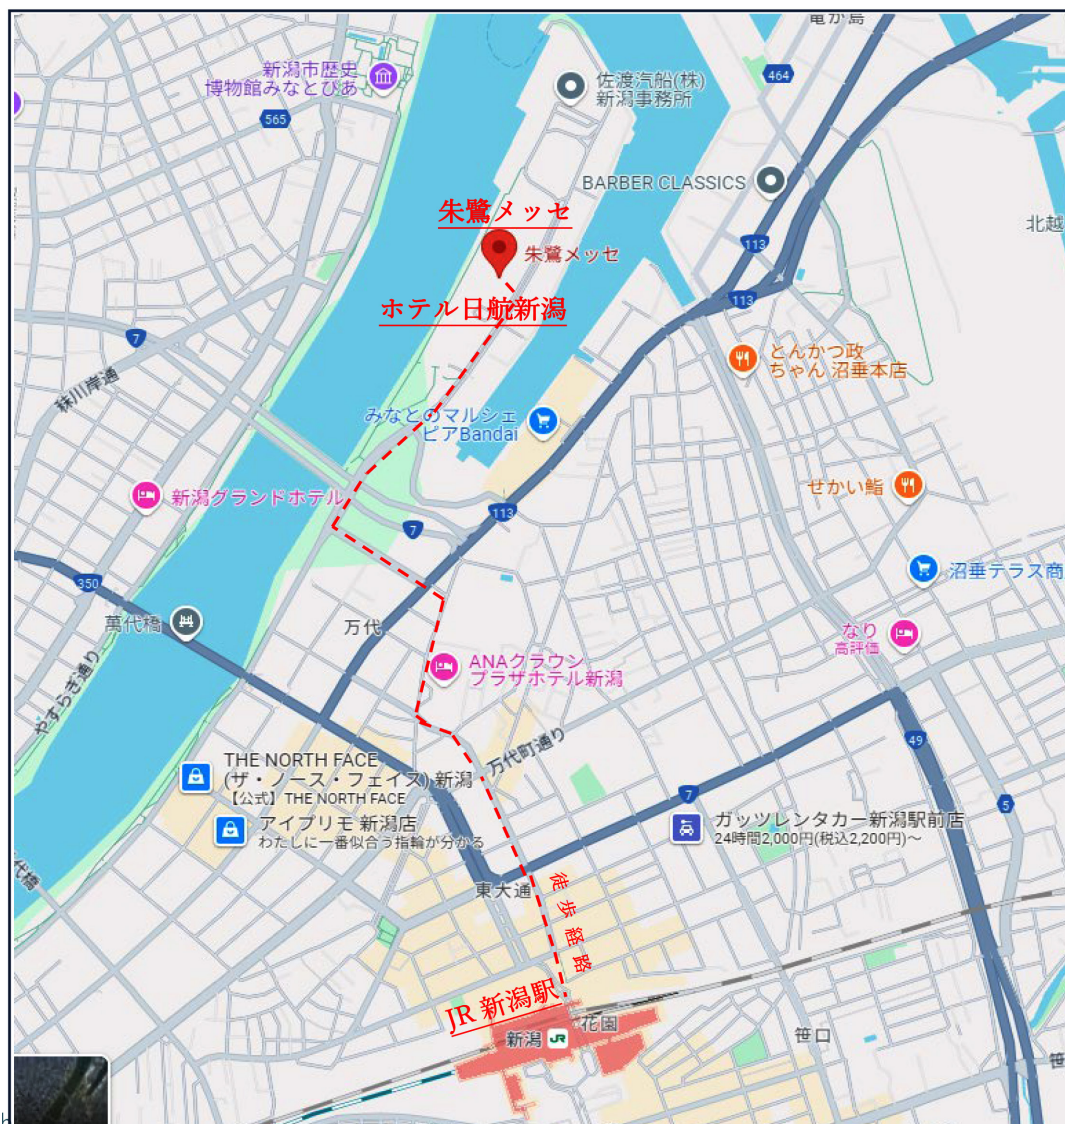 竜が島
新潟市歴史
博物館みなとぴあ
佐渡汽船(株)
新潟事務所
464
565
BARBER CLASSICS
朱鷺メッセ
朱鷺メッセ
北越
113
ホテル日航新潟
113
7
とんかつ政
ちゃん 沼垂本店
秣川岸通
みなとのマルシェ
ピアBandai
新潟グランドホテル
せかい鮨
113
7
350
沼垂テラス商
萬代橋
万代
なり
高評価
ANAクラウン
プラザホテル新潟
やすらぎ通り
万代町通り
49
THE NORTH FACE
(ザ・ノース・フェイス) 新潟
【公式】THE NORTH FACE
7
5
アイプリモ 新潟店
わたしに一番似合う指輪が分かる
ガッツレンタカー新潟駅前店
24時間2,000円(税込2,200円)～
代橋
東大通
徒歩経路
JR 新潟駅
新潟
JR
花園
笹口
笹
h